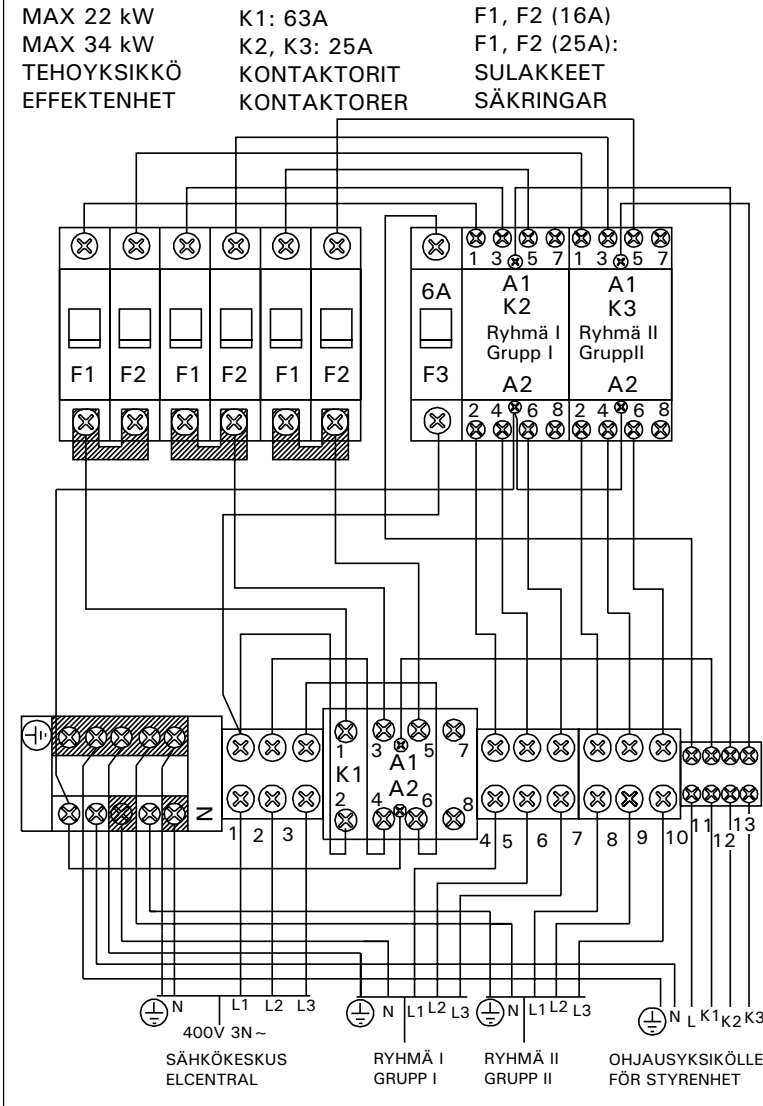 MAX 22 kW
MAX 34 kW
TEHOYKSIKKÖ
EFFEKTENHET
K1: 63A
K2, K3: 25A
KONTAKTORIT
KONTAKTORER
F1, F2 (16A)
F1, F2 (25A):
SULAKKEET
SÄKRINGAR
1 3 5 7 1 3 5 7
6A
A1
K2
Ryhmä I
Grupp I
A2
A1
K3
Ryhmä II
GruppII
A2
F1 F2 F1 F2 F1 F2 F3
2 4 6 8 2 4 6 8
1 3 5 7
K1 A1
A2
2 4 6 8
N
1 2 3 4 5 6 7 8 9 10 11 12 13
N L1 L2 L3
400V 3N~
SÄHKÖKESKUS
ELCENTRAL
N L1 L2 L3
RYHMÄ I
GRUPP I
N L1 L2 L3
RYHMÄ II
GRUPP II
N L K1 K2 K3
OHJAUSYKSIKÖLLE
FÖR STYRENHET